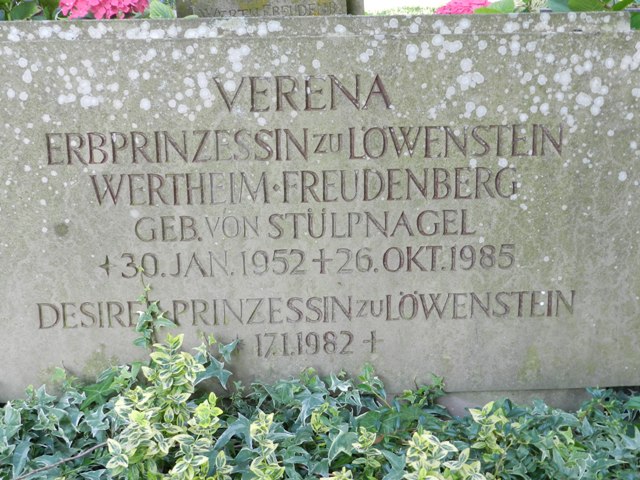 VERENA
ERBPRINZESSIN ZU LÖWENSTEIN
WERTHEIM·FREUDENBERG
GEB. VON STÜLPNAGEL
30. JAN. 1952 + 26. OKT. 1985
PRINZESSIN ZU LÖWENSTEIN
17.1.1982 +